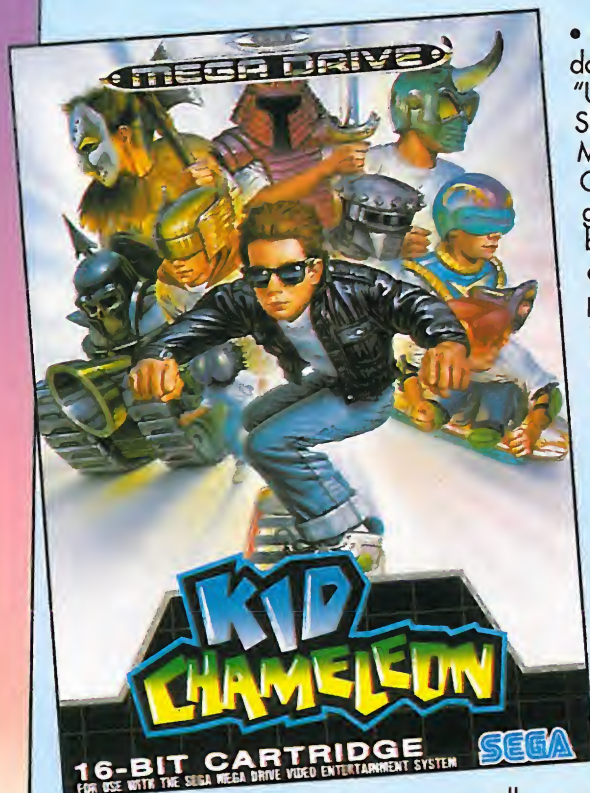 MEGA DRIVE
KID
CHAMELEON
16-BIT CARTRIDGE
SEGA
FOR USE WITH THE SEGA MEGA DRIVE VIDEO ENTERTAINMENT SYSTEM
•
"U
S
M